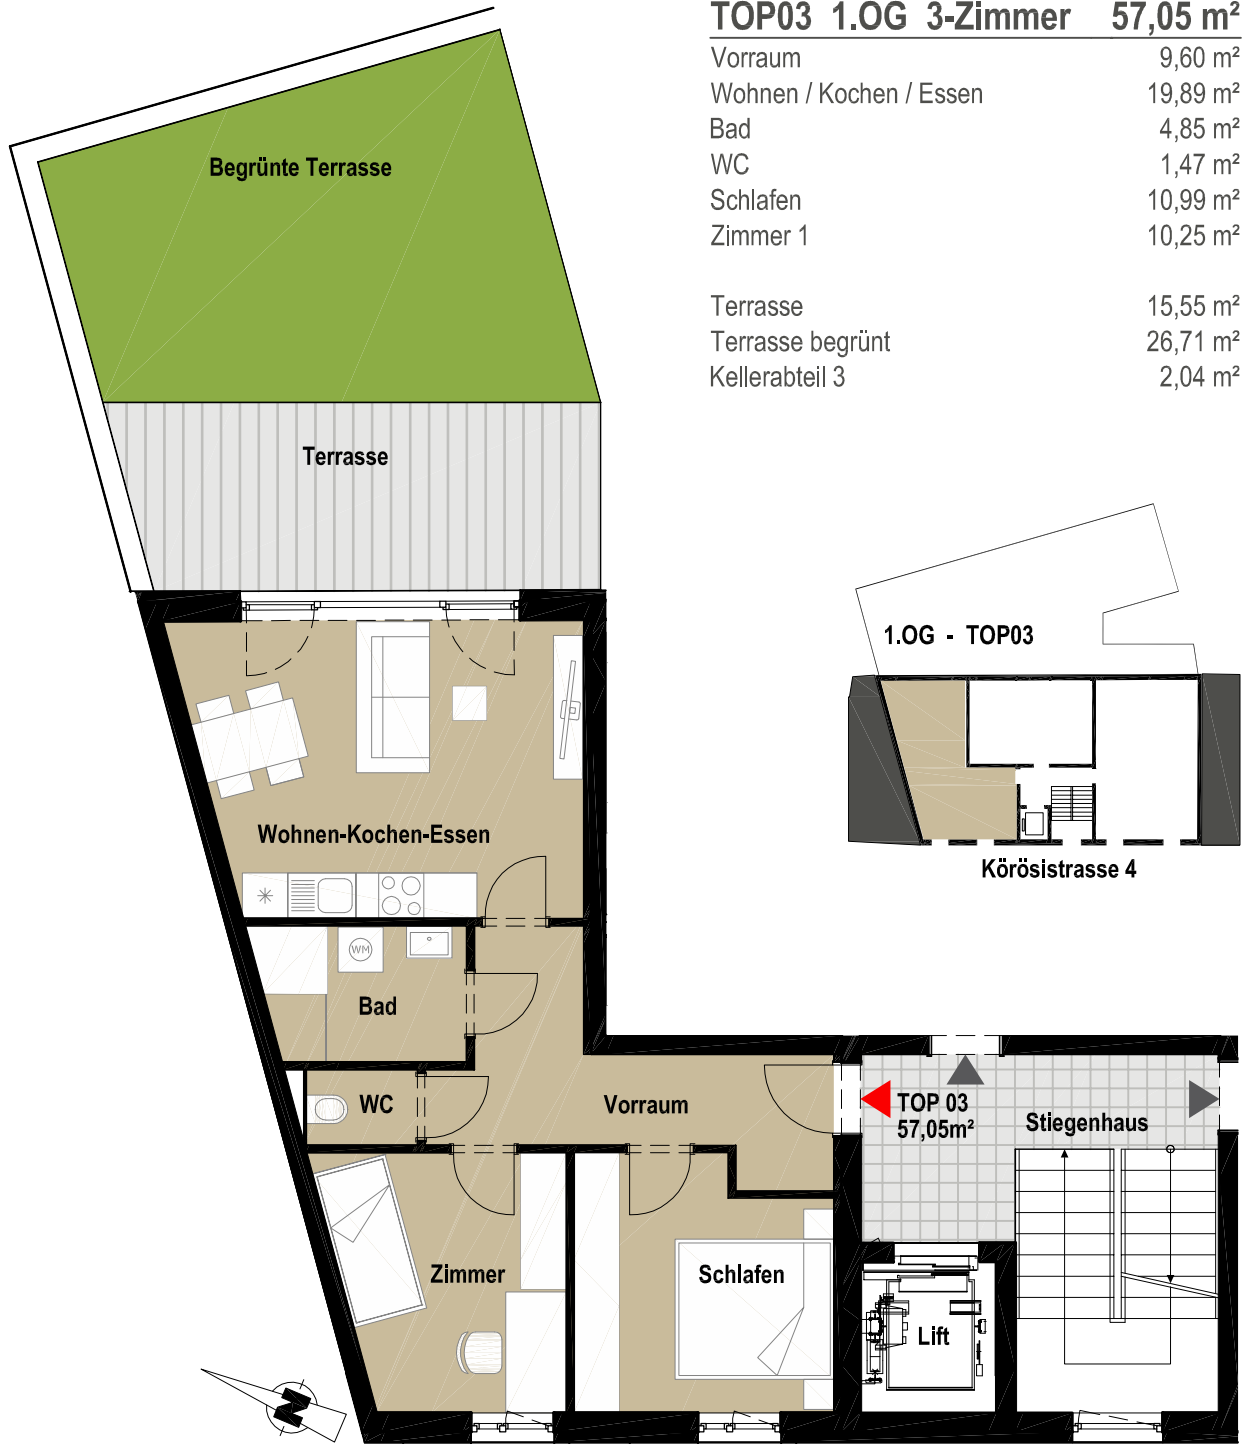 TOP03 1.OG 3-Zimmer 57,05 m²
Vorraum 9,60 m²
Wohnen / Kochen / Essen 19,89 m²
Bad 4,85 m²
WC 1,47 m²
Schlafen 10,99 m²
Zimmer 1 10,25 m²
Terrasse 15,55 m²
Terrasse begrünt 26,71 m²
Kellerabteil 3 2,04 m²
Begrünte Terrasse
Terrasse
1.OG - TOP03
Körösistrasse 4
Wohnen-Kochen-Essen
WM
Bad
WC
Vorraum
TOP 03
57,05m²
Stiegenhaus
Zimmer
Schlafen
Lift
N